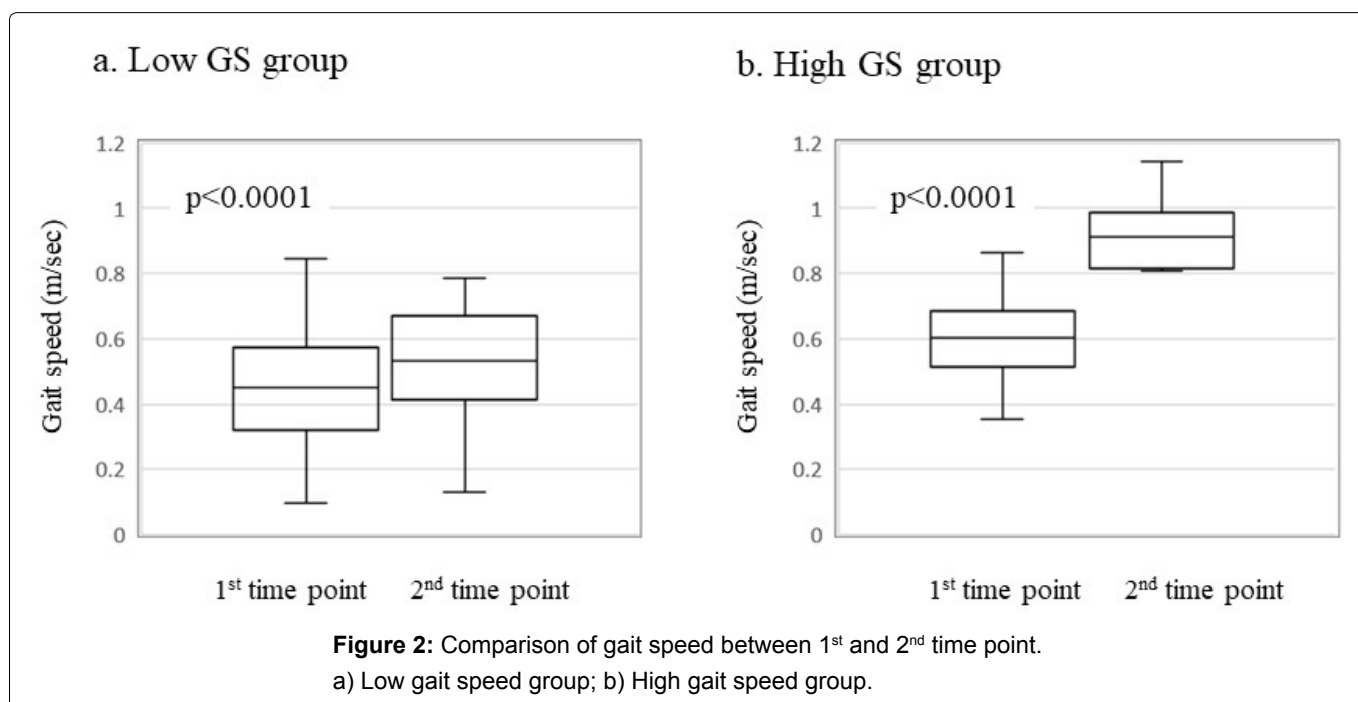 a. Low GS group
1.2
1
0.8
0.6
0.4
0.2
0
Gait speed (m/sec)
p<0.0001
1st time point 2nd time point
b. High GS group
1.2
1
0.8
0.6
0.4
0.2
0
Gait speed (m/sec)
p<0.0001
1st time point 2nd time point
Figure 2: Comparison of gait speed between 1st and 2nd time point.
a) Low gait speed group; b) High gait speed group.